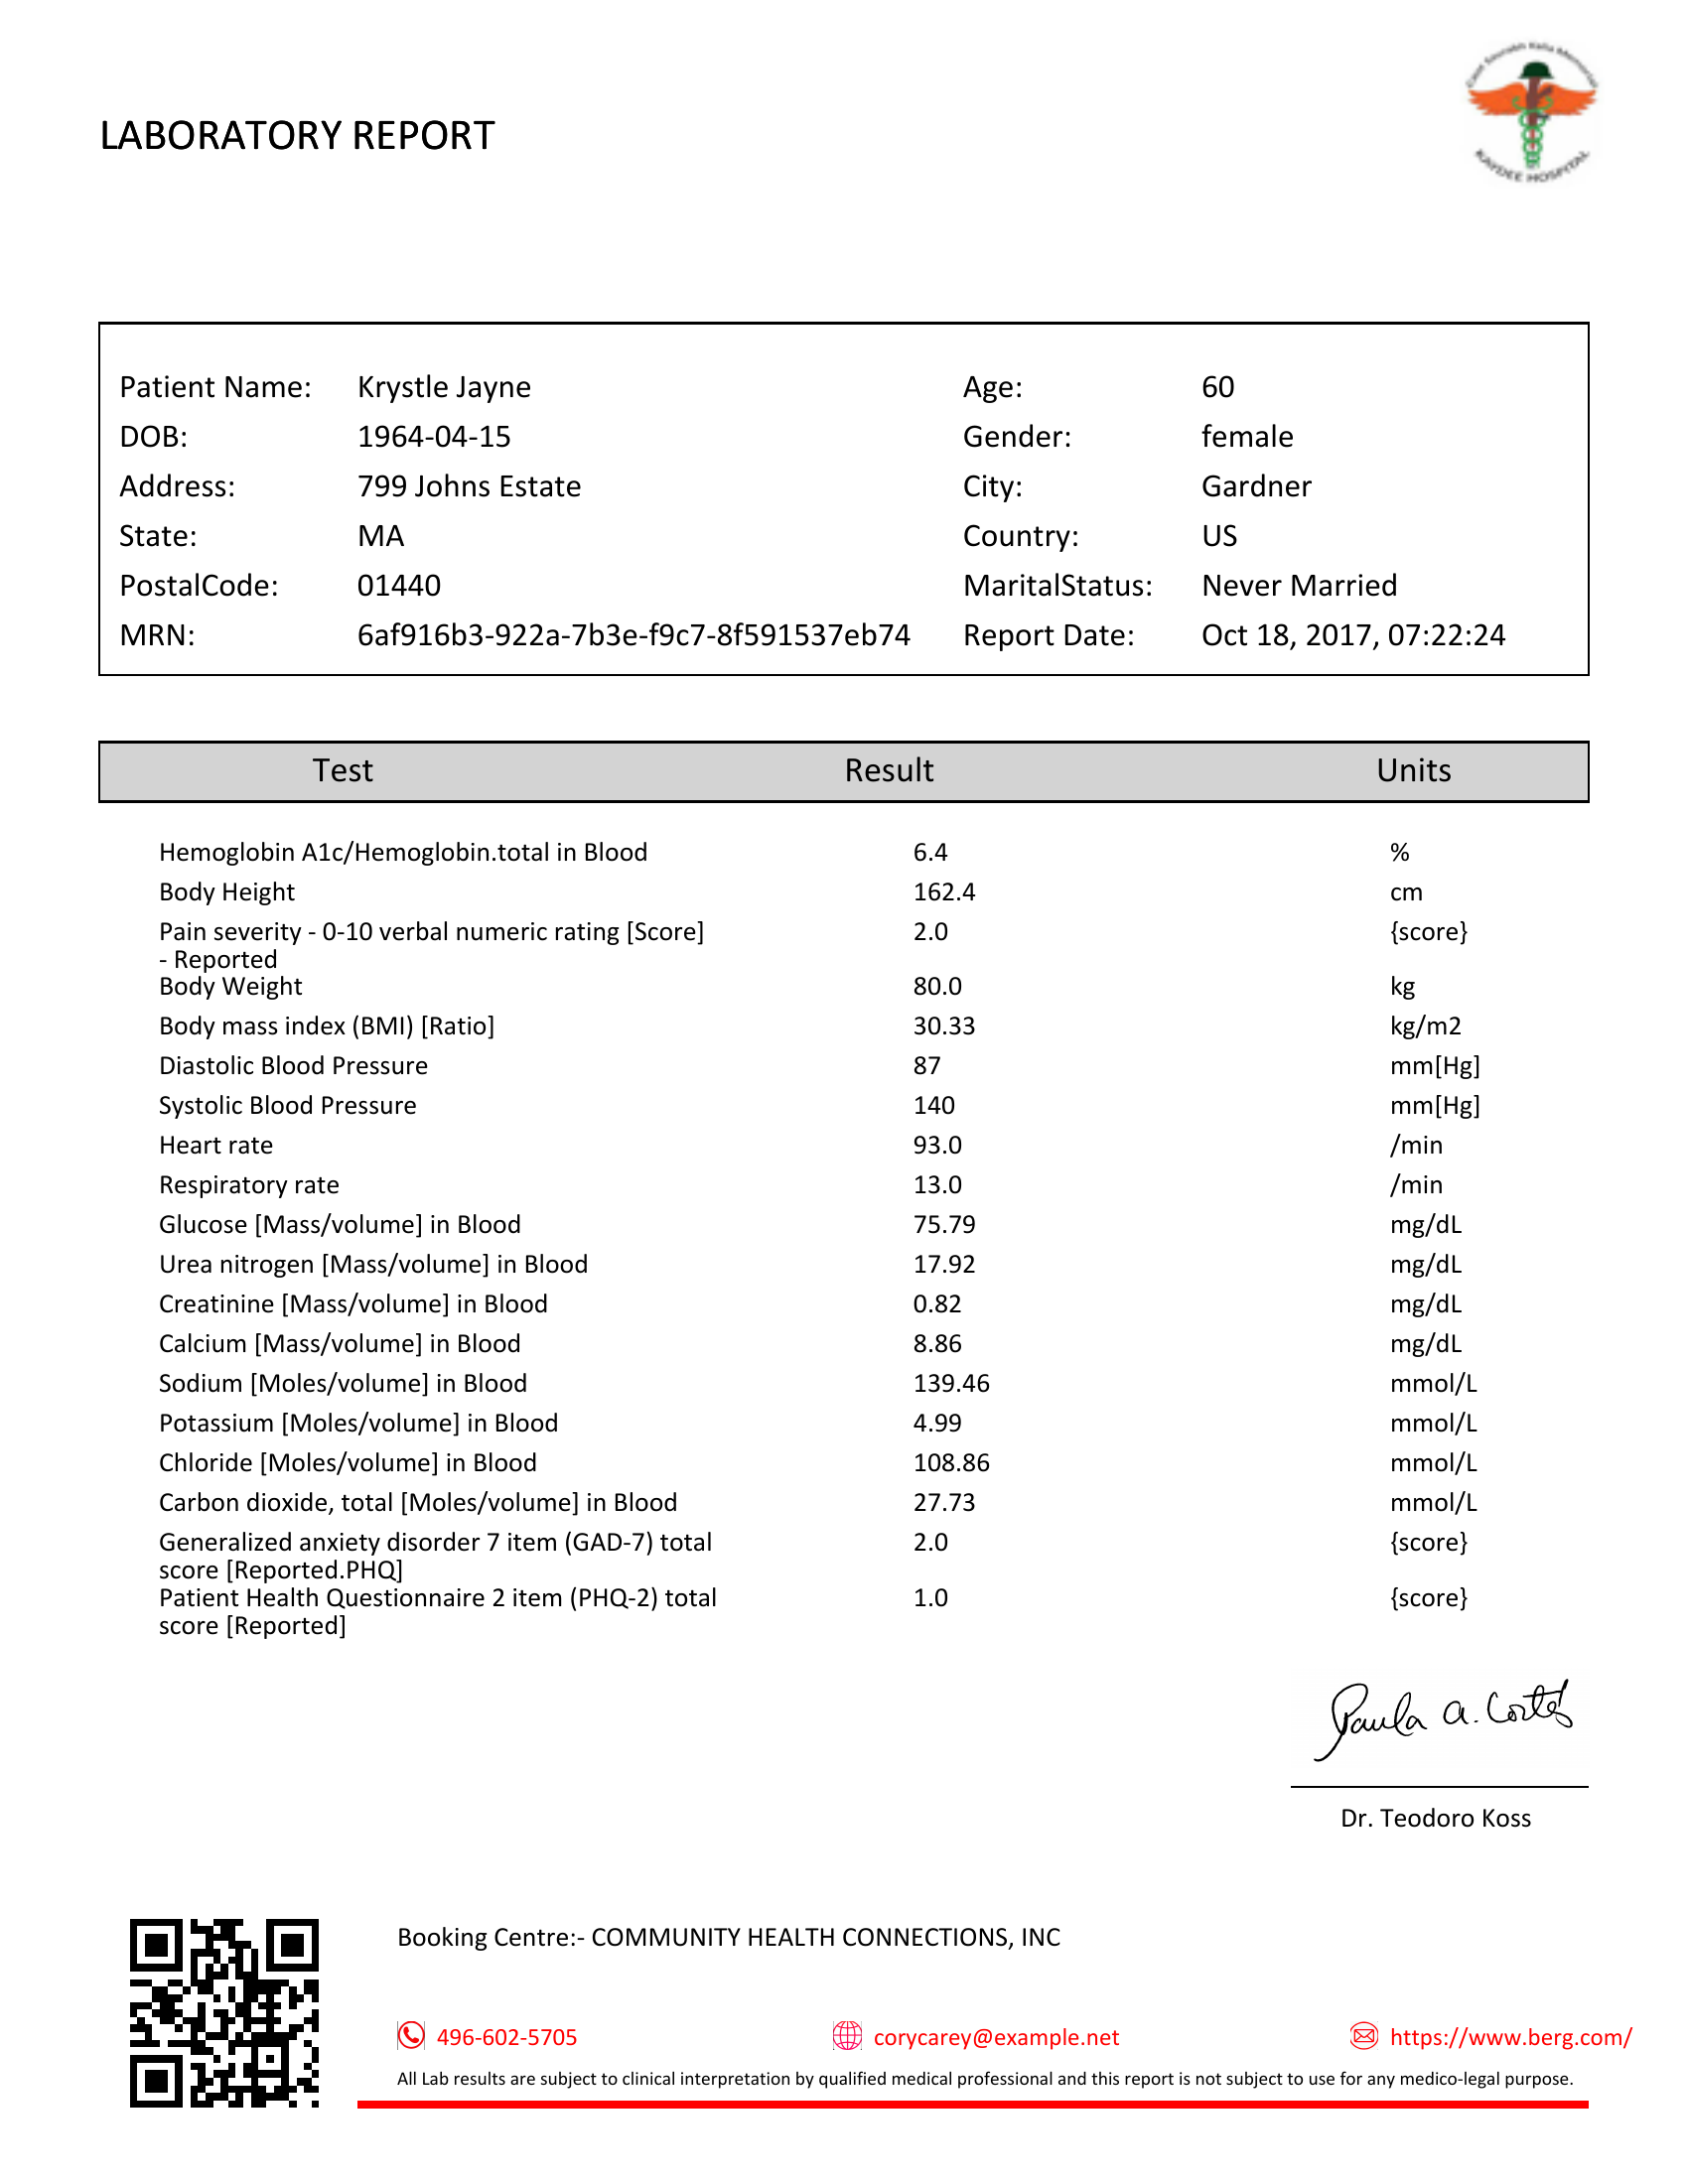 LABORATORY REPORT
KAYDEE HOSPITAL
Patient Name: Krystle Jayne Age: 60
DOB: 1964-04-15 Gender: female
Address: 799 Johns Estate City: Gardner
State: MA Country: US
PostalCode: 01440 MaritalStatus: Never Married
MRN: 6af916b3-922a-7b3e-f9c7-8f591537eb74 Report Date: Oct 18, 2017, 07:22:24
Test Result Units
Hemoglobin A1c/Hemoglobin.total in Blood 6.4 %
Body Height 162.4 cm
Pain severity - 0-10 verbal numeric rating [Score] 2.0 {score}
- Reported
Body Weight 80.0 kg
Body mass index (BMI) [Ratio] 30.33 kg/m2
Diastolic Blood Pressure 87 mm[Hg]
Systolic Blood Pressure 140 mm[Hg]
Heart rate 93.0 /min
Respiratory rate 13.0 /min
Glucose [Mass/volume] in Blood 75.79 mg/dL
Urea nitrogen [Mass/volume] in Blood 17.92 mg/dL
Creatinine [Mass/volume] in Blood 0.82 mg/dL
Calcium [Mass/volume] in Blood 8.86 mg/dL
Sodium [Moles/volume] in Blood 139.46 mmol/L
Potassium [Moles/volume] in Blood 4.99 mmol/L
Chloride [Moles/volume] in Blood 108.86 mmol/L
Carbon dioxide, total [Moles/volume] in Blood 27.73 mmol/L
Generalized anxiety disorder 7 item (GAD-7) total 2.0 {score}
score [Reported.PHQ]
Patient Health Questionnaire 2 item (PHQ-2) total 1.0 {score}
score [Reported]
Paula a.
Dr. Teodoro Koss
Booking Centre:- COMMUNITY HEALTH CONNECTIONS, INC
496-602-5705 corycarey@example.net https://www.berg.com/
All Lab results are subject to clinical interpretation by qualified medical professional and this report is not subject to use for any medico-legal purpose.